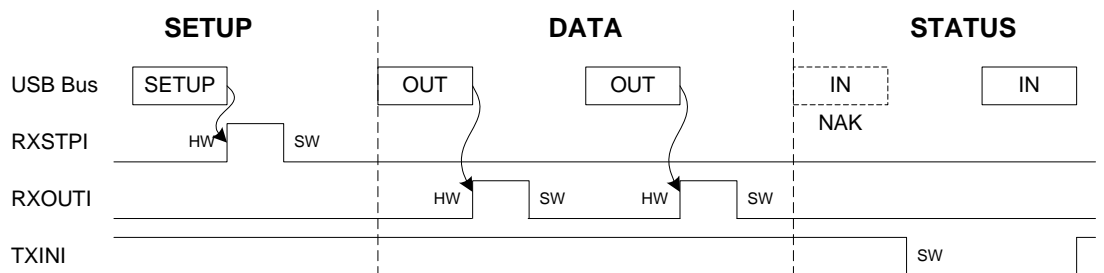 SETUP DATA STATUS
USB Bus SETUP OUT OUT IN IN
NAK
RXSTPI HW SW
RXOUTI HW SW HW SW
TXINI SW